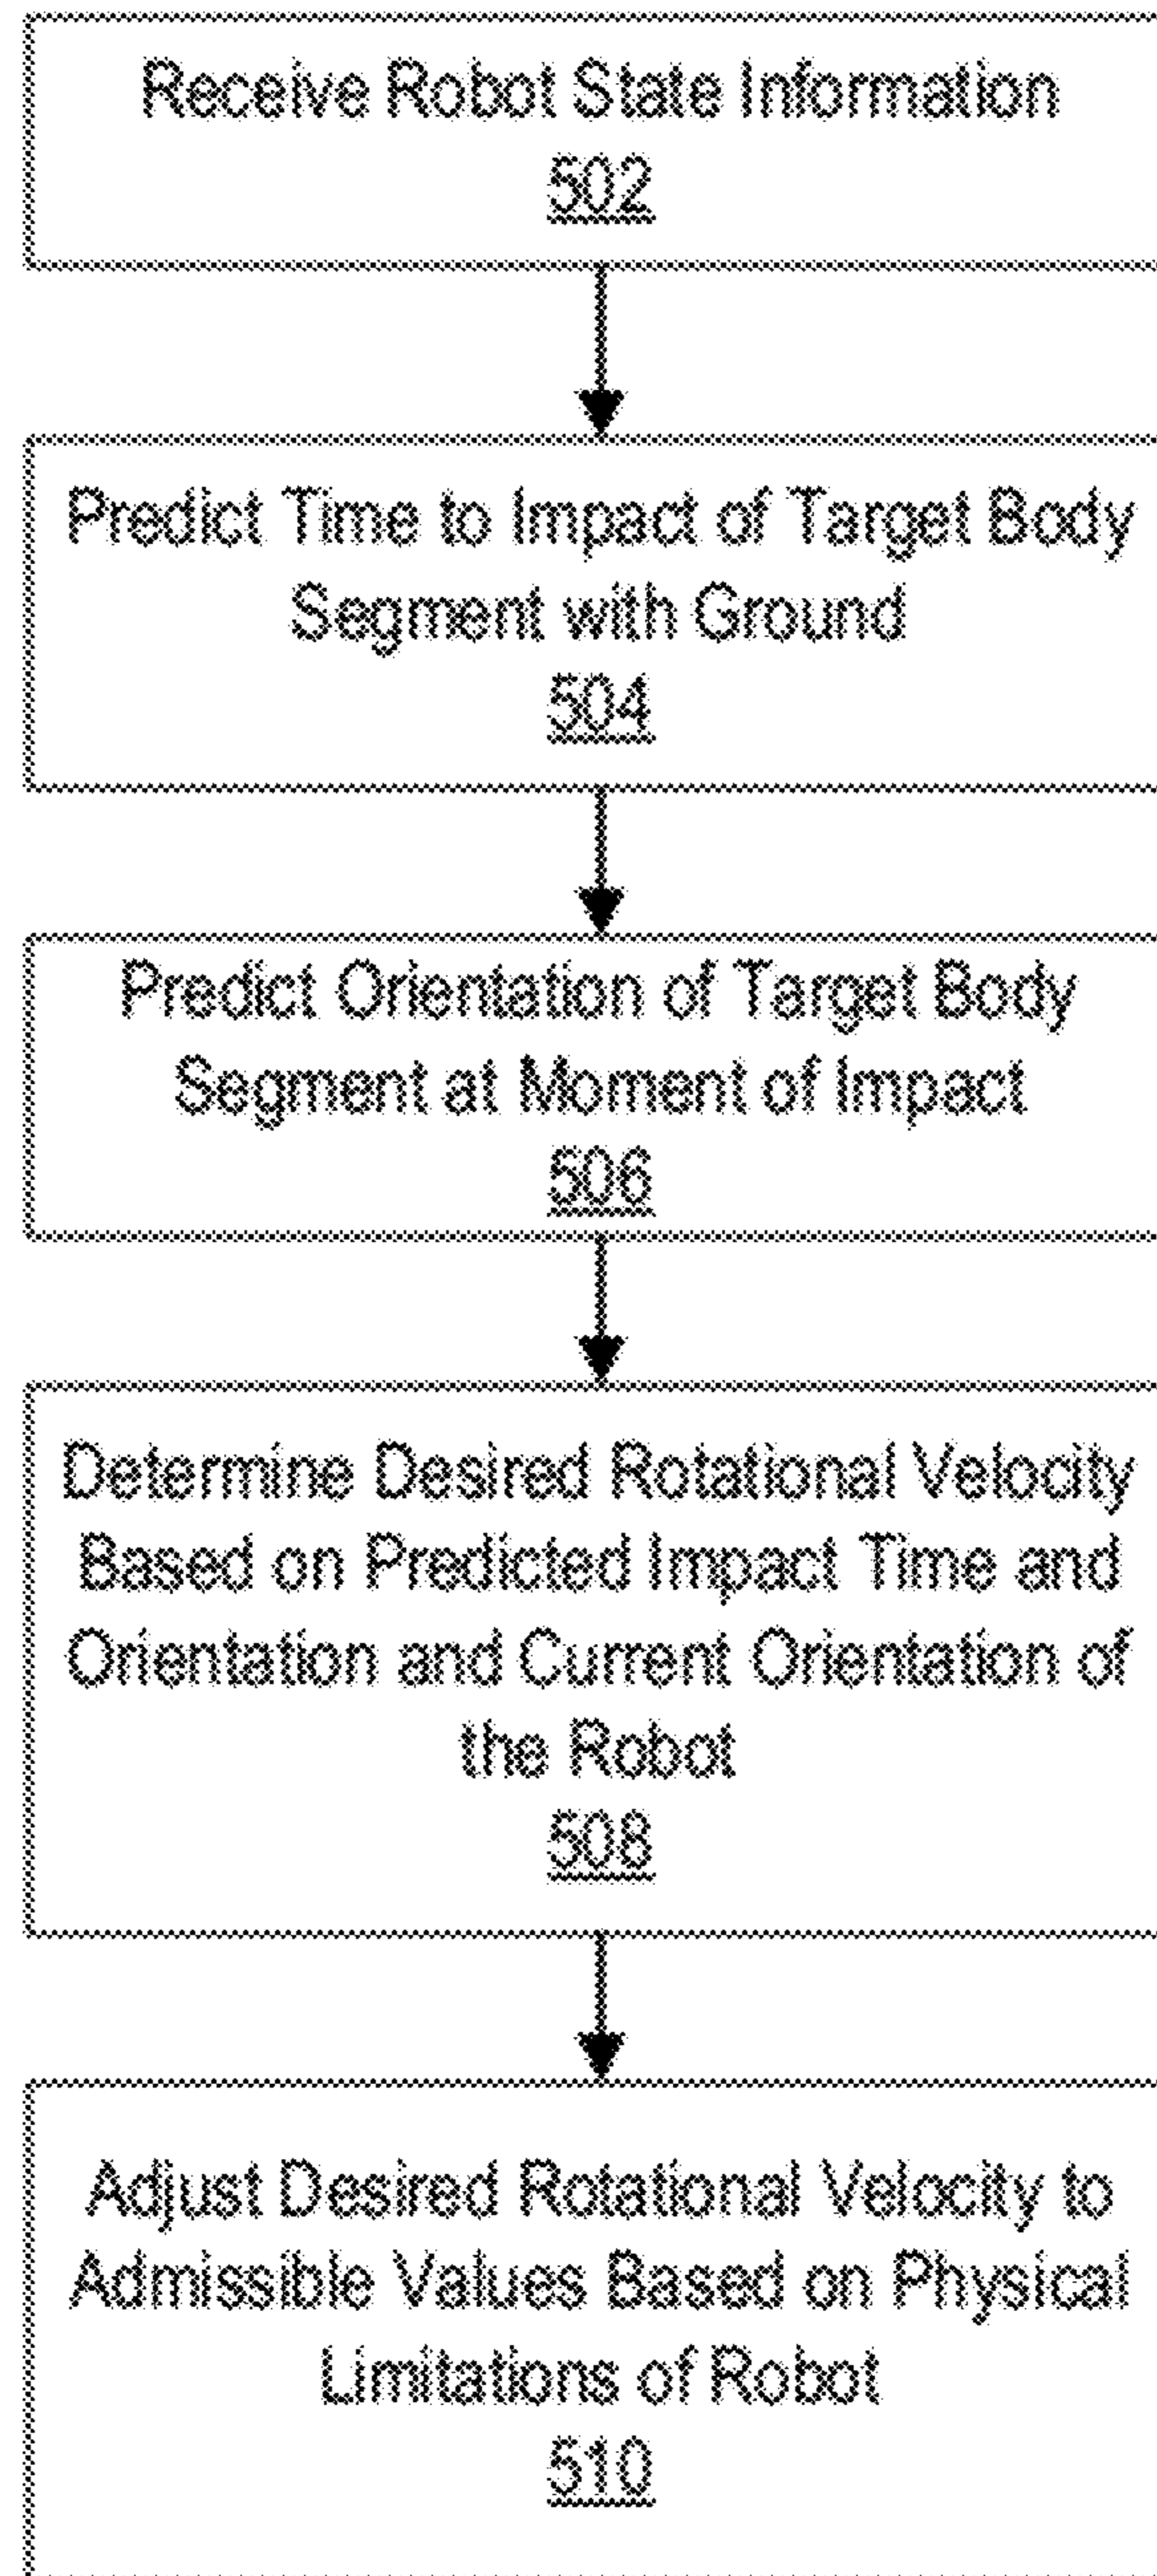 Receive Robot State Information
502
Predict Time to Impact of Target Body
Segment with Ground
504
Predict Orientation of Target Body
Segment at Moment of Impact
506
Determine Desired Rotational Velocity
Based on Predicted Impact Time and
Orientation and Current Orientation of
the Robot
508
Adjust Desired Rotational Velocity to
Admissible Values Based on Physical
Limitations of Robot
510